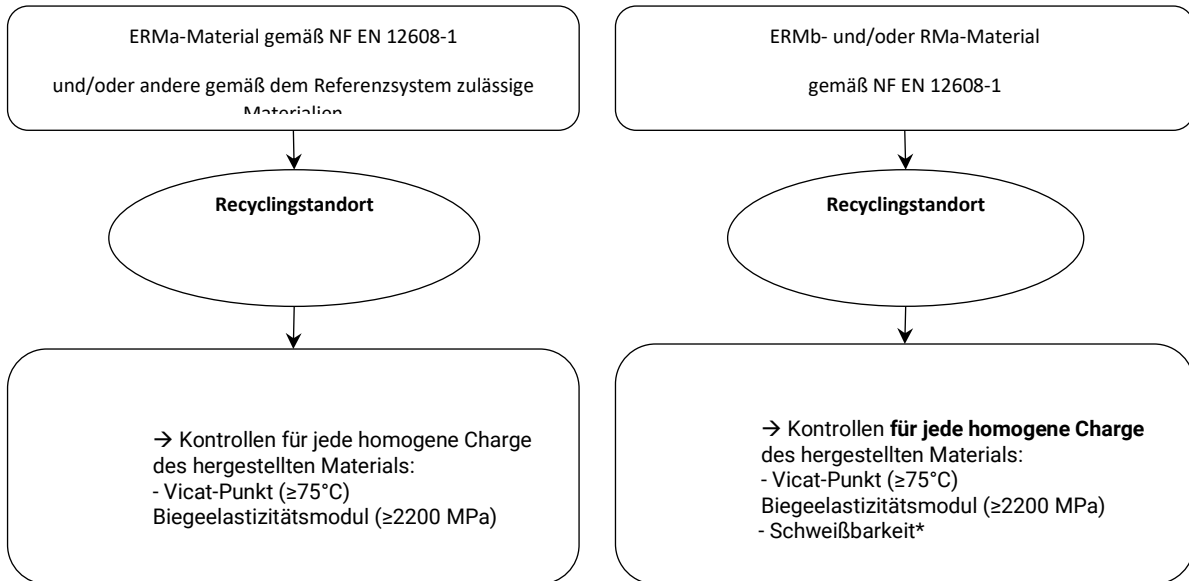 ERMa-Material gemäß NF EN 12608-1
und/oder andere gemäß dem Referenzsystem zulässige
Materialien
Recyclingstandort
→ Kontrollen für jede homogene Charge
des hergestellten Materials:
- Vicat-Punkt (≥75°C)
Biegeelastizitätsmodul (≥2200 MPa)
ERMb- und/oder RMa-Material
gemäß NF EN 12608-1
Recyclingstandort
→ Kontrollen für jede homogene Charge
des hergestellten Materials:
- Vicat-Punkt (≥75°C)
Biegeelastizitätsmodul (≥2200 MPa)
- Schweißbarkeit*